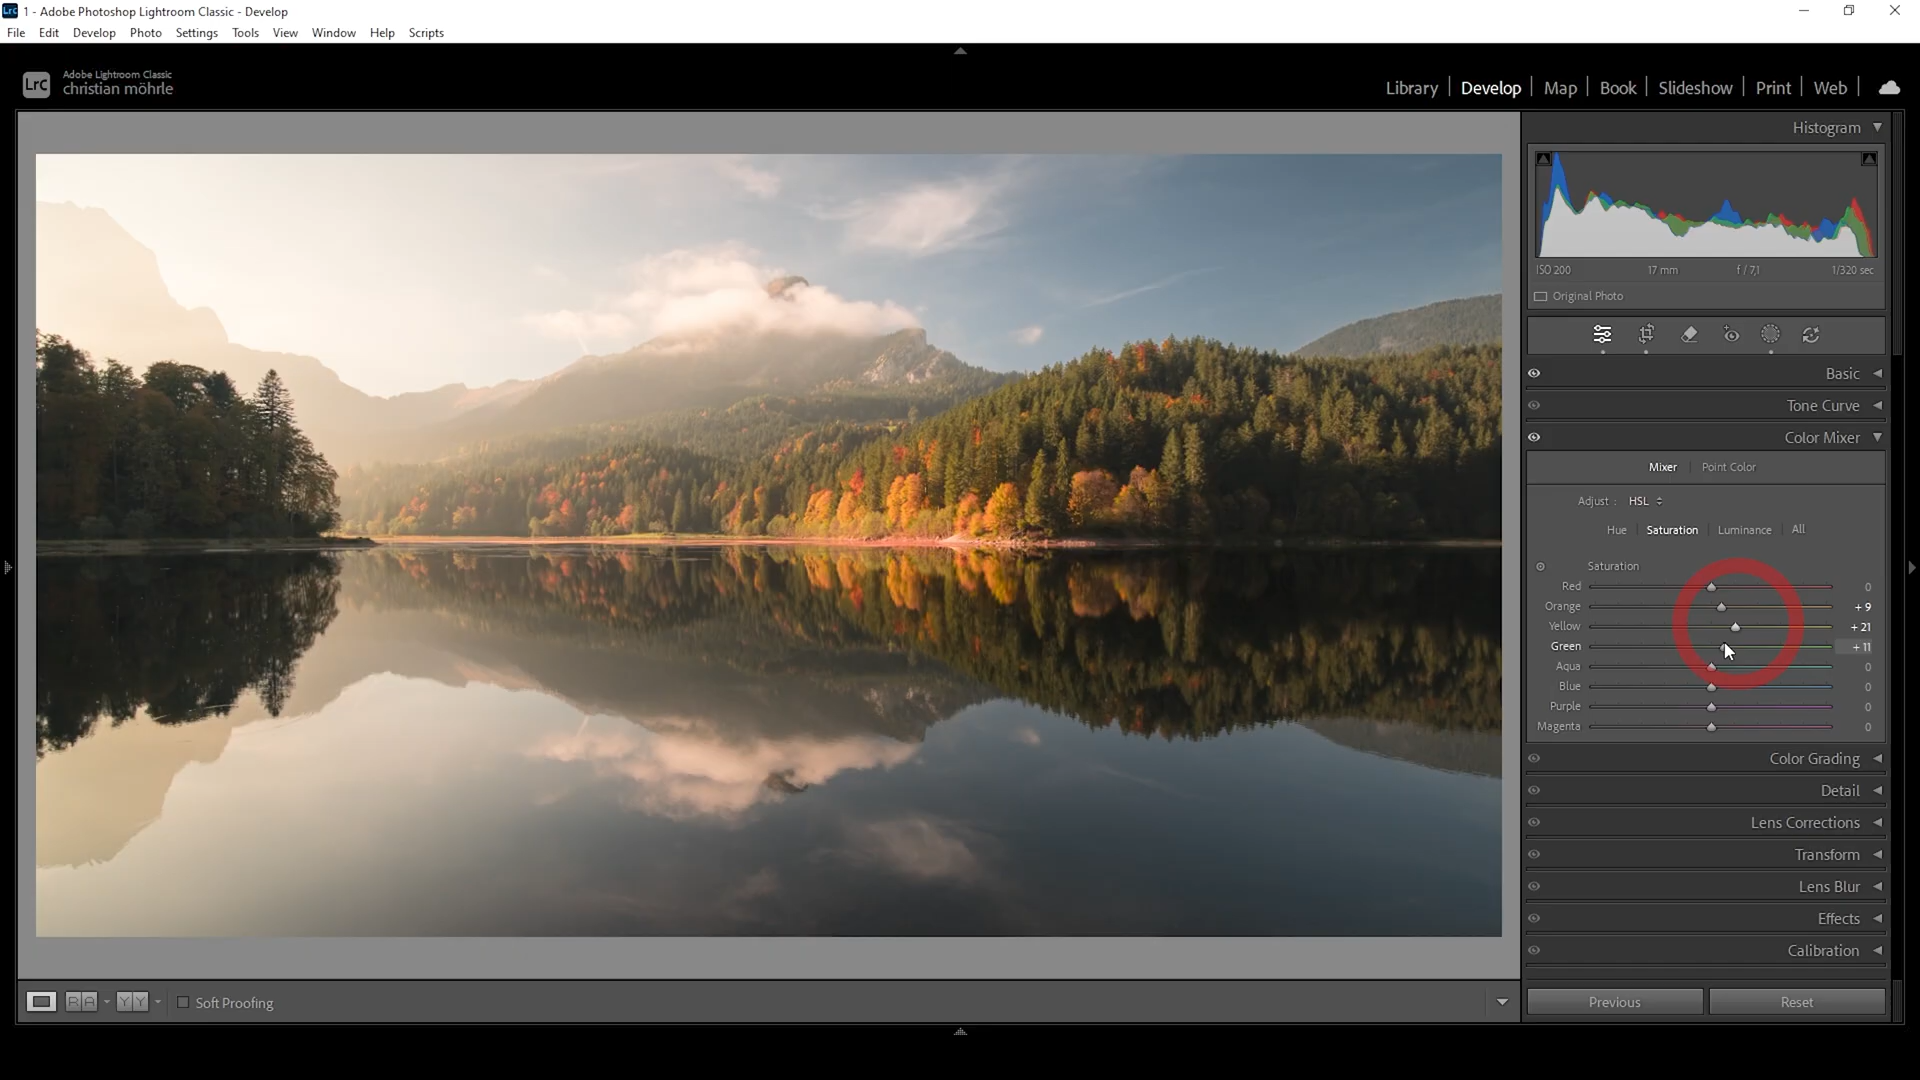 Lrc 1 - Adobe Photoshop Lightroom Classic - Develop
File Edit Develop Photo Settings Tools View Window Help Scripts
LrC
Adobe Lightroom Classic
christian möhrle
Library | Develop | Map | Book | Slideshow | Print | Web |
Histogram
ISO 200 17 mm f / 7,1 1/320 sec
Original Photo
Basic
Tone Curve
Color Mixer
Mixer | Point Color
Adjust : HSL
Hue | Saturation | Luminance | All
Saturation
Red 0
Orange + 9
Yellow + 21
Green + 11
Aqua 0
Blue 0
Purple 0
Magenta 0
Color Grading
Detail
Lens Corrections
Transform
Lens Blur
Effects
Calibration
R A Y Y Soft Proofing
Previous Reset